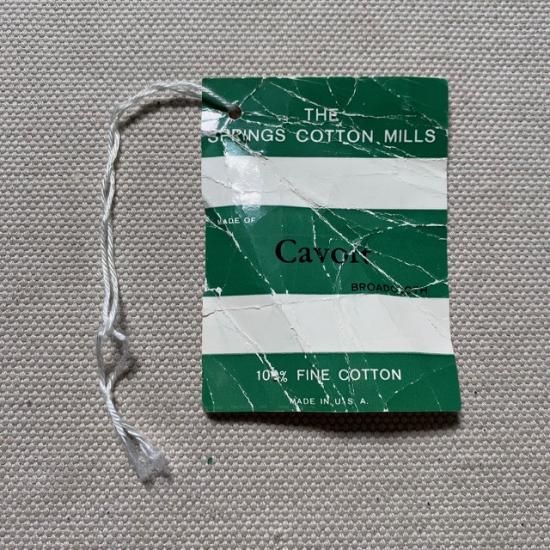 THE
SPRINGS COTTON MILLS
MADE OF
BROADCLOTH
100% FINE COTTON
MADE IN U.S.A.